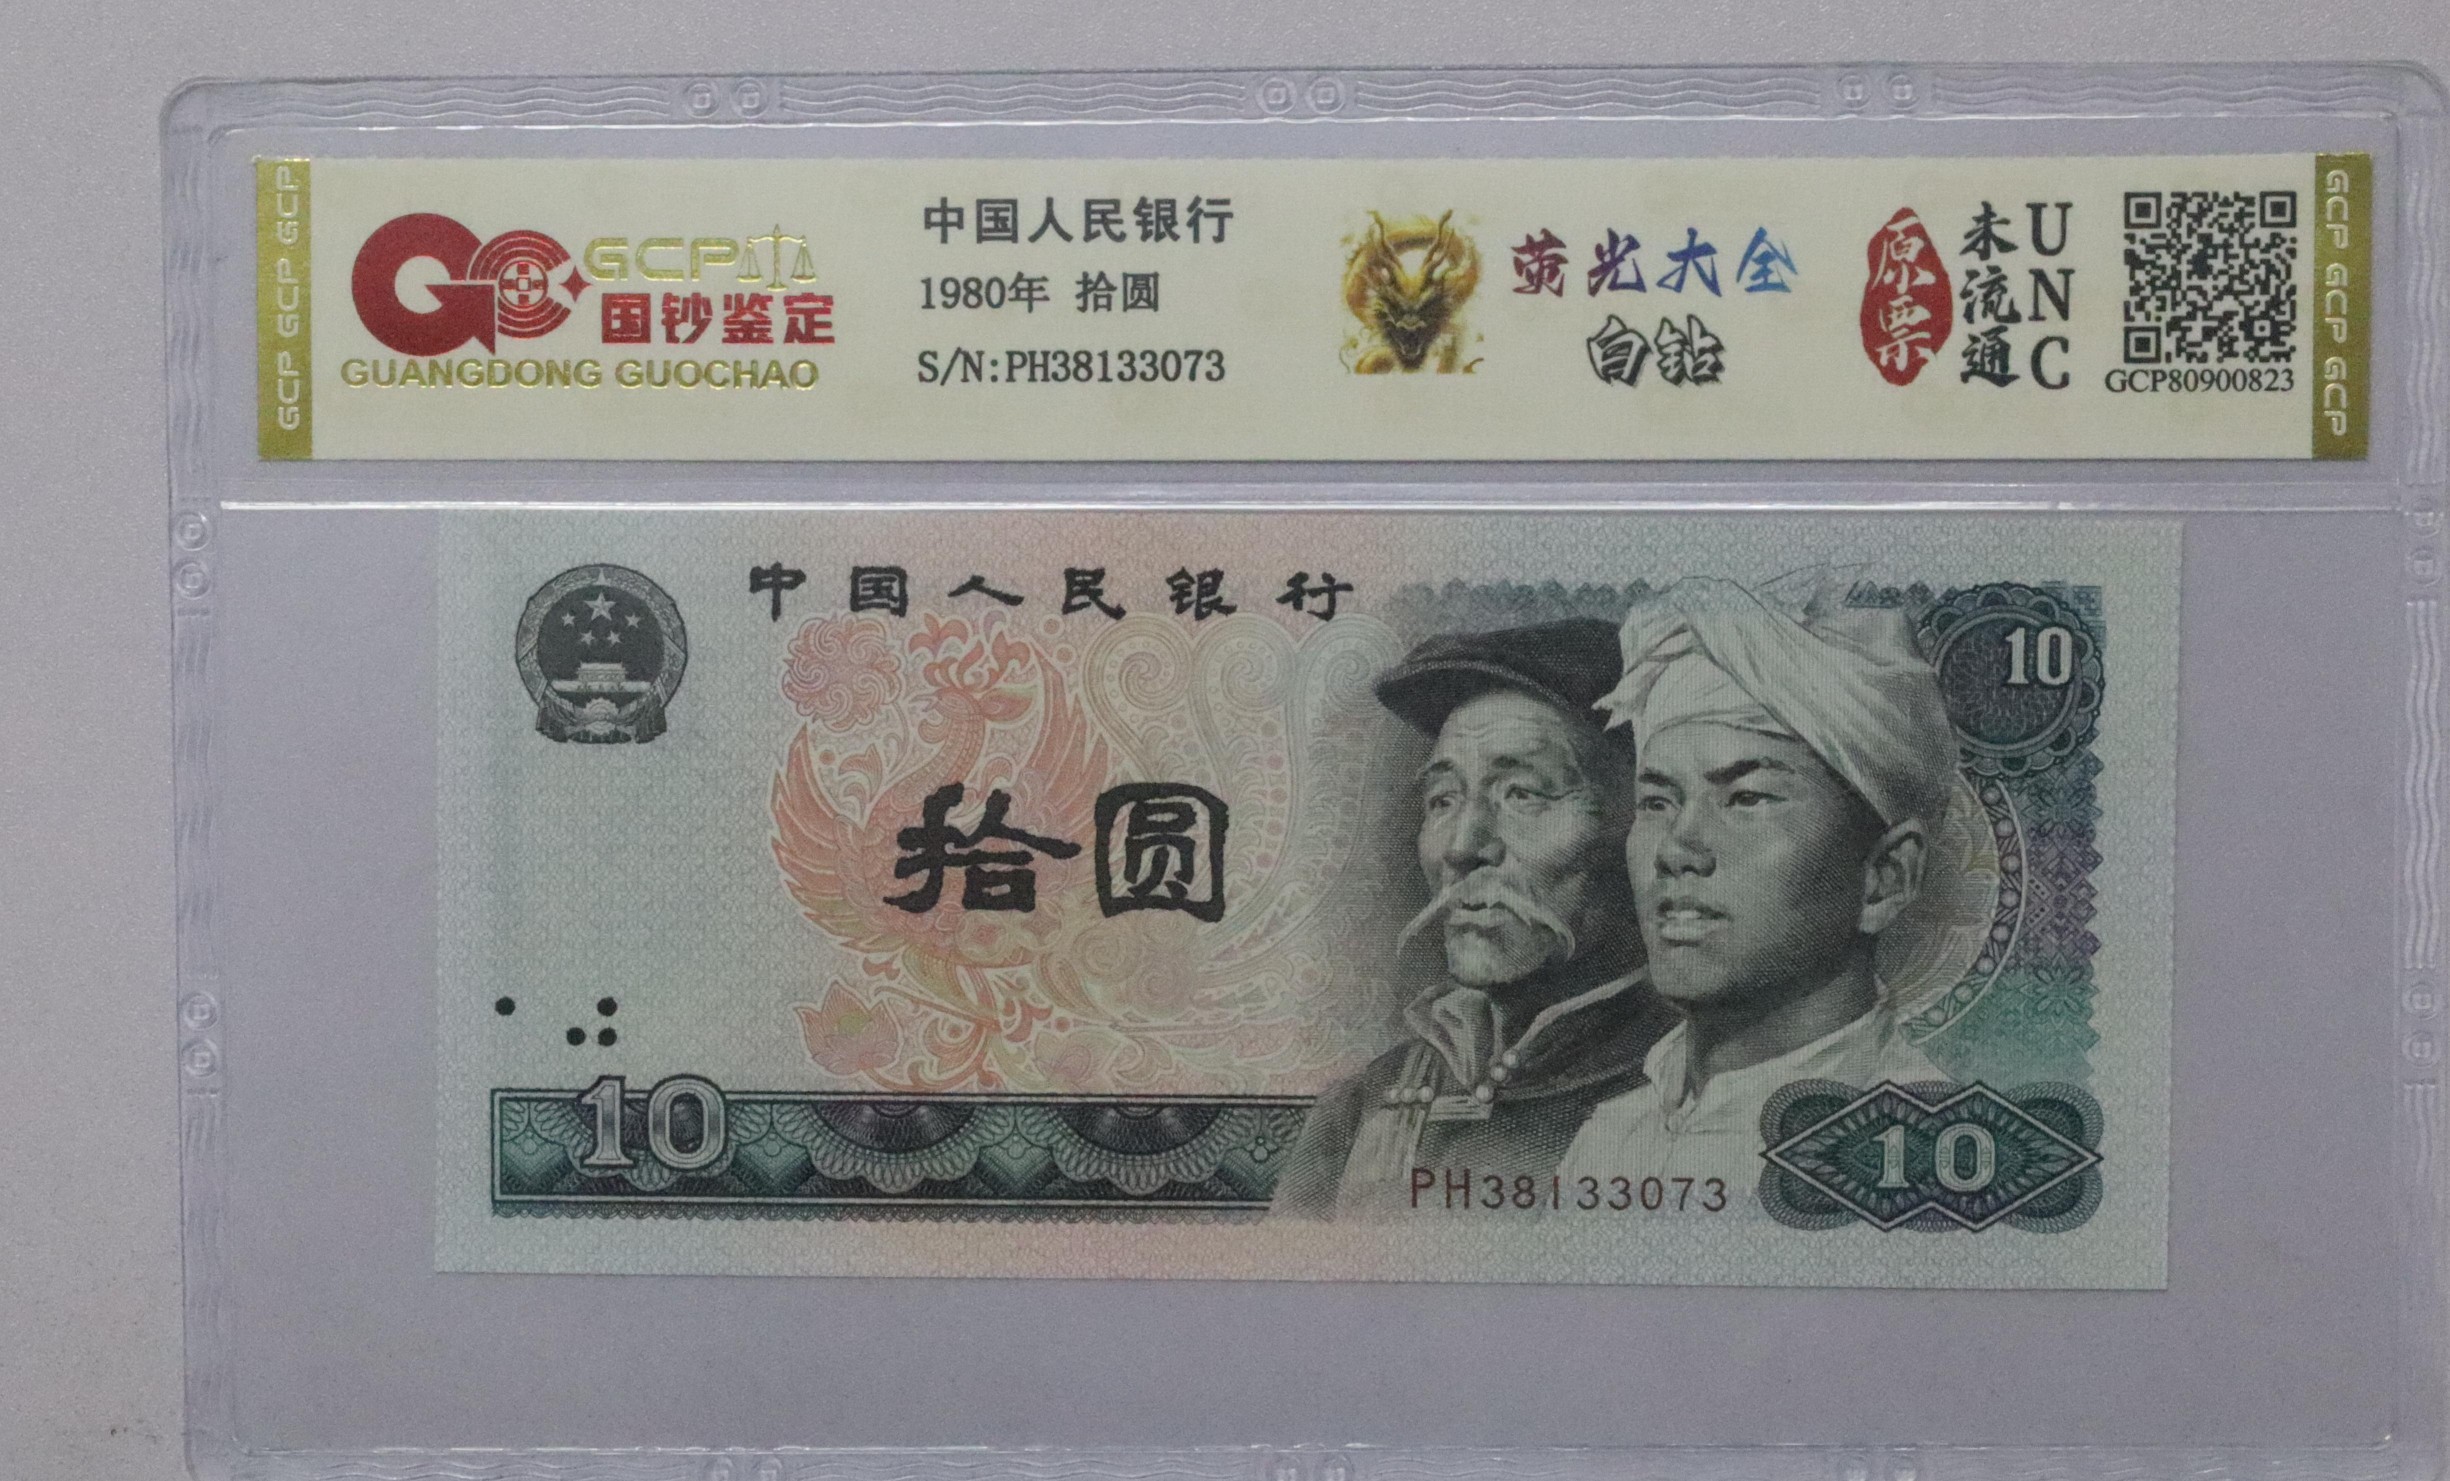 GCP GCP GCP
GCP
国钞鉴定
GUANGDONG GUOCHAO
中国人民银行
1980年 拾圆
S/N:PH38133073
荧光大全
白钻
原票
未流通
UNC
GCP80900823
GCP GCP GCP
中国人民银行
10
拾圆
10
PH38133073
10